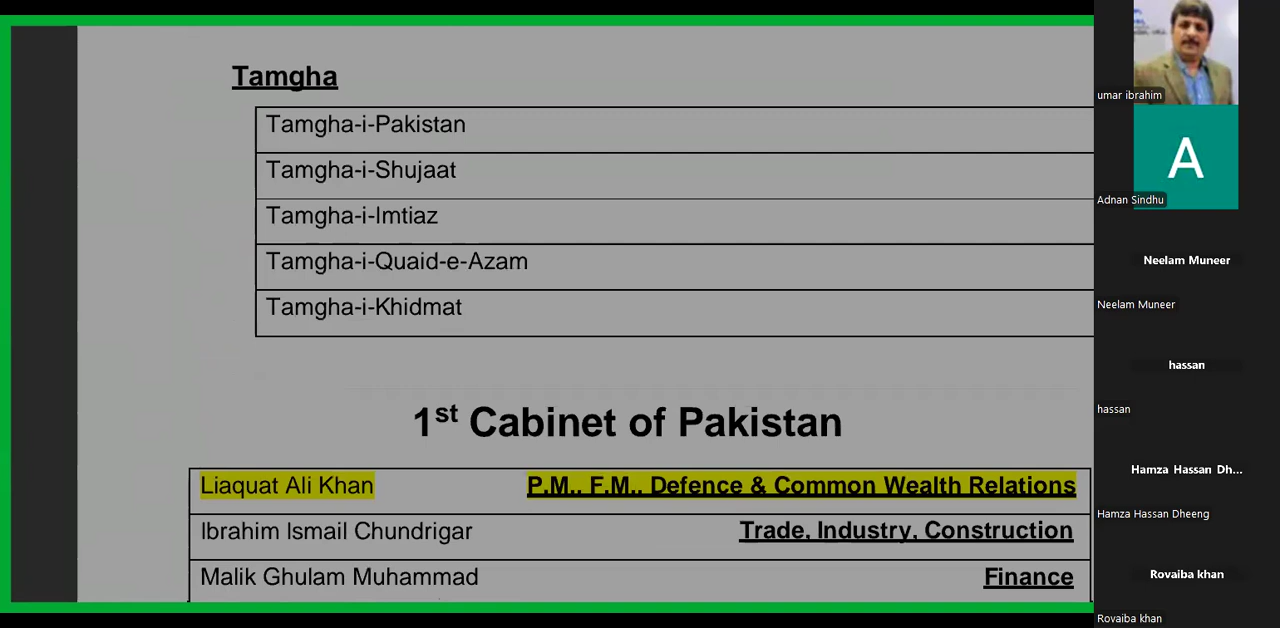 Tamgha
Tamgha-i-Pakistan
Tamgha-i-Shujaat
Tamgha-i-Imtiaz
Tamgha-i-Quaid-e-Azam
Tamgha-i-Khidmat
1st Cabinet of Pakistan
Liaquat Ali Khan P.M., F.M., Defence & Common Wealth Relations
Ibrahim Ismail Chundrigar Trade, Industry, Construction
Malik Ghulam Muhammad Finance
umar ibrahim
A
Adnan Sindhu
Neelam Muneer
Neelam Muneer
hassan
hassan
Hamza Hassan Dh...
Hamza Hassan Dheeng
Rovaiba khan
Rovaiba khan